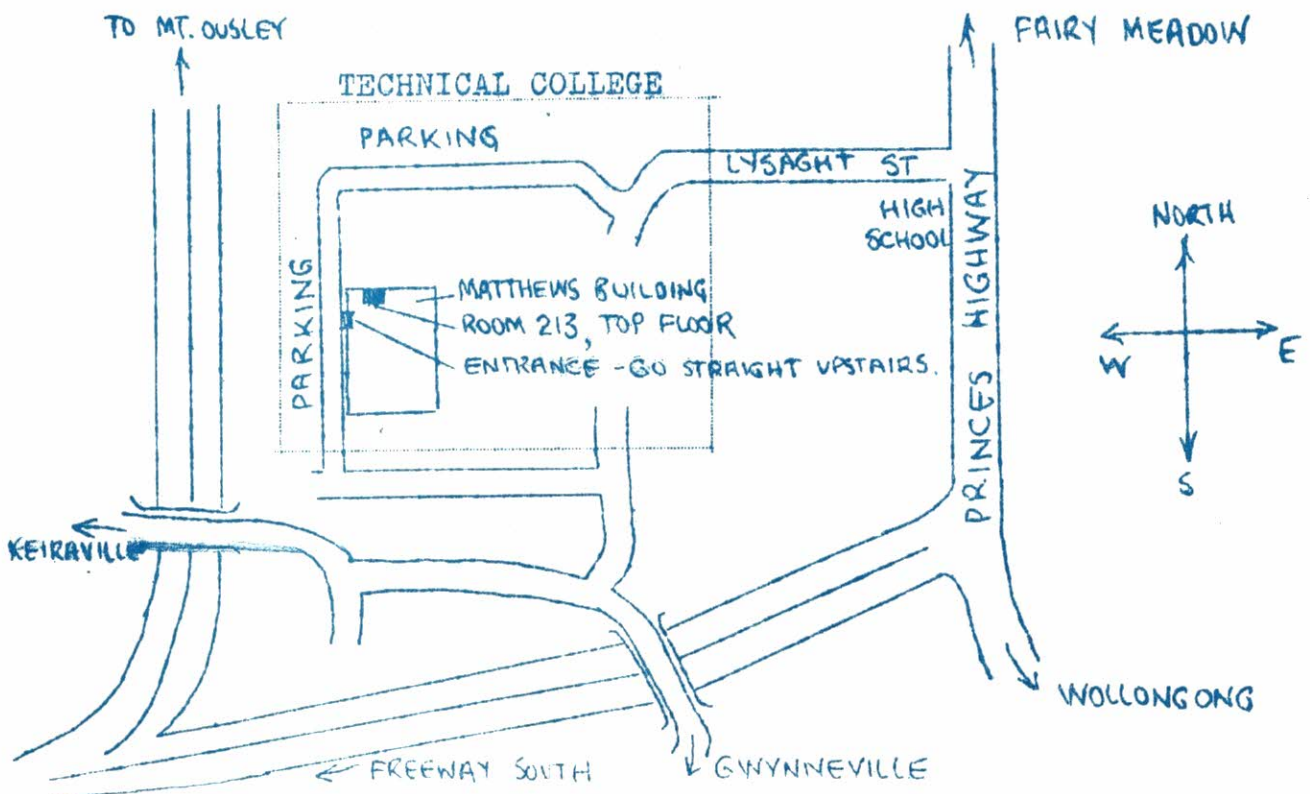 TO MT. OUSLEY
FAIRY MEADOW
TECHNICAL COLLEGE
PARKING
LYSAGHT ST
HIGH
SCHOOL
PRINCES HIGHWAY
NORTH
W
E
S
PARKING
MATTHEWS BUILDING
ROOM 213, TOP FLOOR
ENTRANCE - GO STRAIGHT UPSTAIRS.
KEIRAVILLE
WOLLONGONG
FREEWAY SOUTH
GWYNNEVILLE